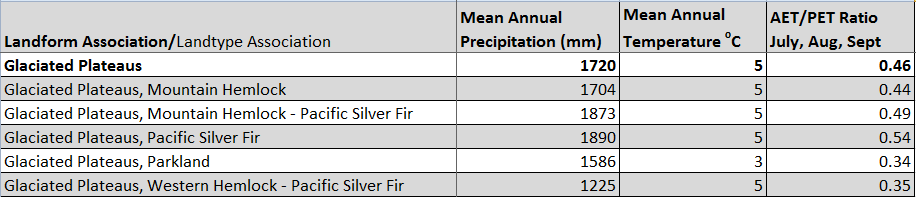 Landform Association/Landtype Association Mean Annual Precipitation (mm) Mean Annual Temperature °C AET/PET Ratio July, Aug, Sept
Glaciated Plateaus 1720 5 0.46
Glaciated Plateaus, Mountain Hemlock 1704 5 0.44
Glaciated Plateaus, Mountain Hemlock - Pacific Silver Fir 1873 5 0.49
Glaciated Plateaus, Pacific Silver Fir 1890 5 0.54
Glaciated Plateaus, Parkland 1586 3 0.34
Glaciated Plateaus, Western Hemlock - Pacific Silver Fir 1225 5 0.35